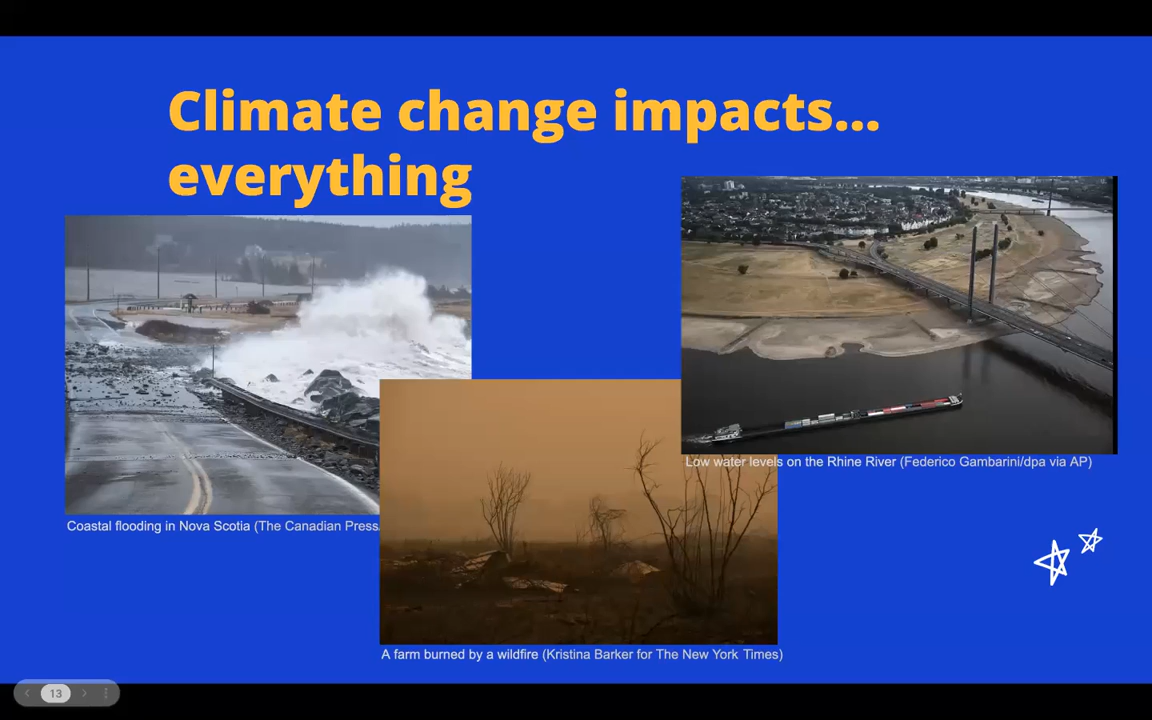 Climate change impacts...
everything
Coastal flooding in Nova Scotia (The Canadian Press
Low water levels on the Rhine River (Federico Gambarini/dpa via AP)
A farm burned by a wildfire (Kristina Barker for The New York Times)
13